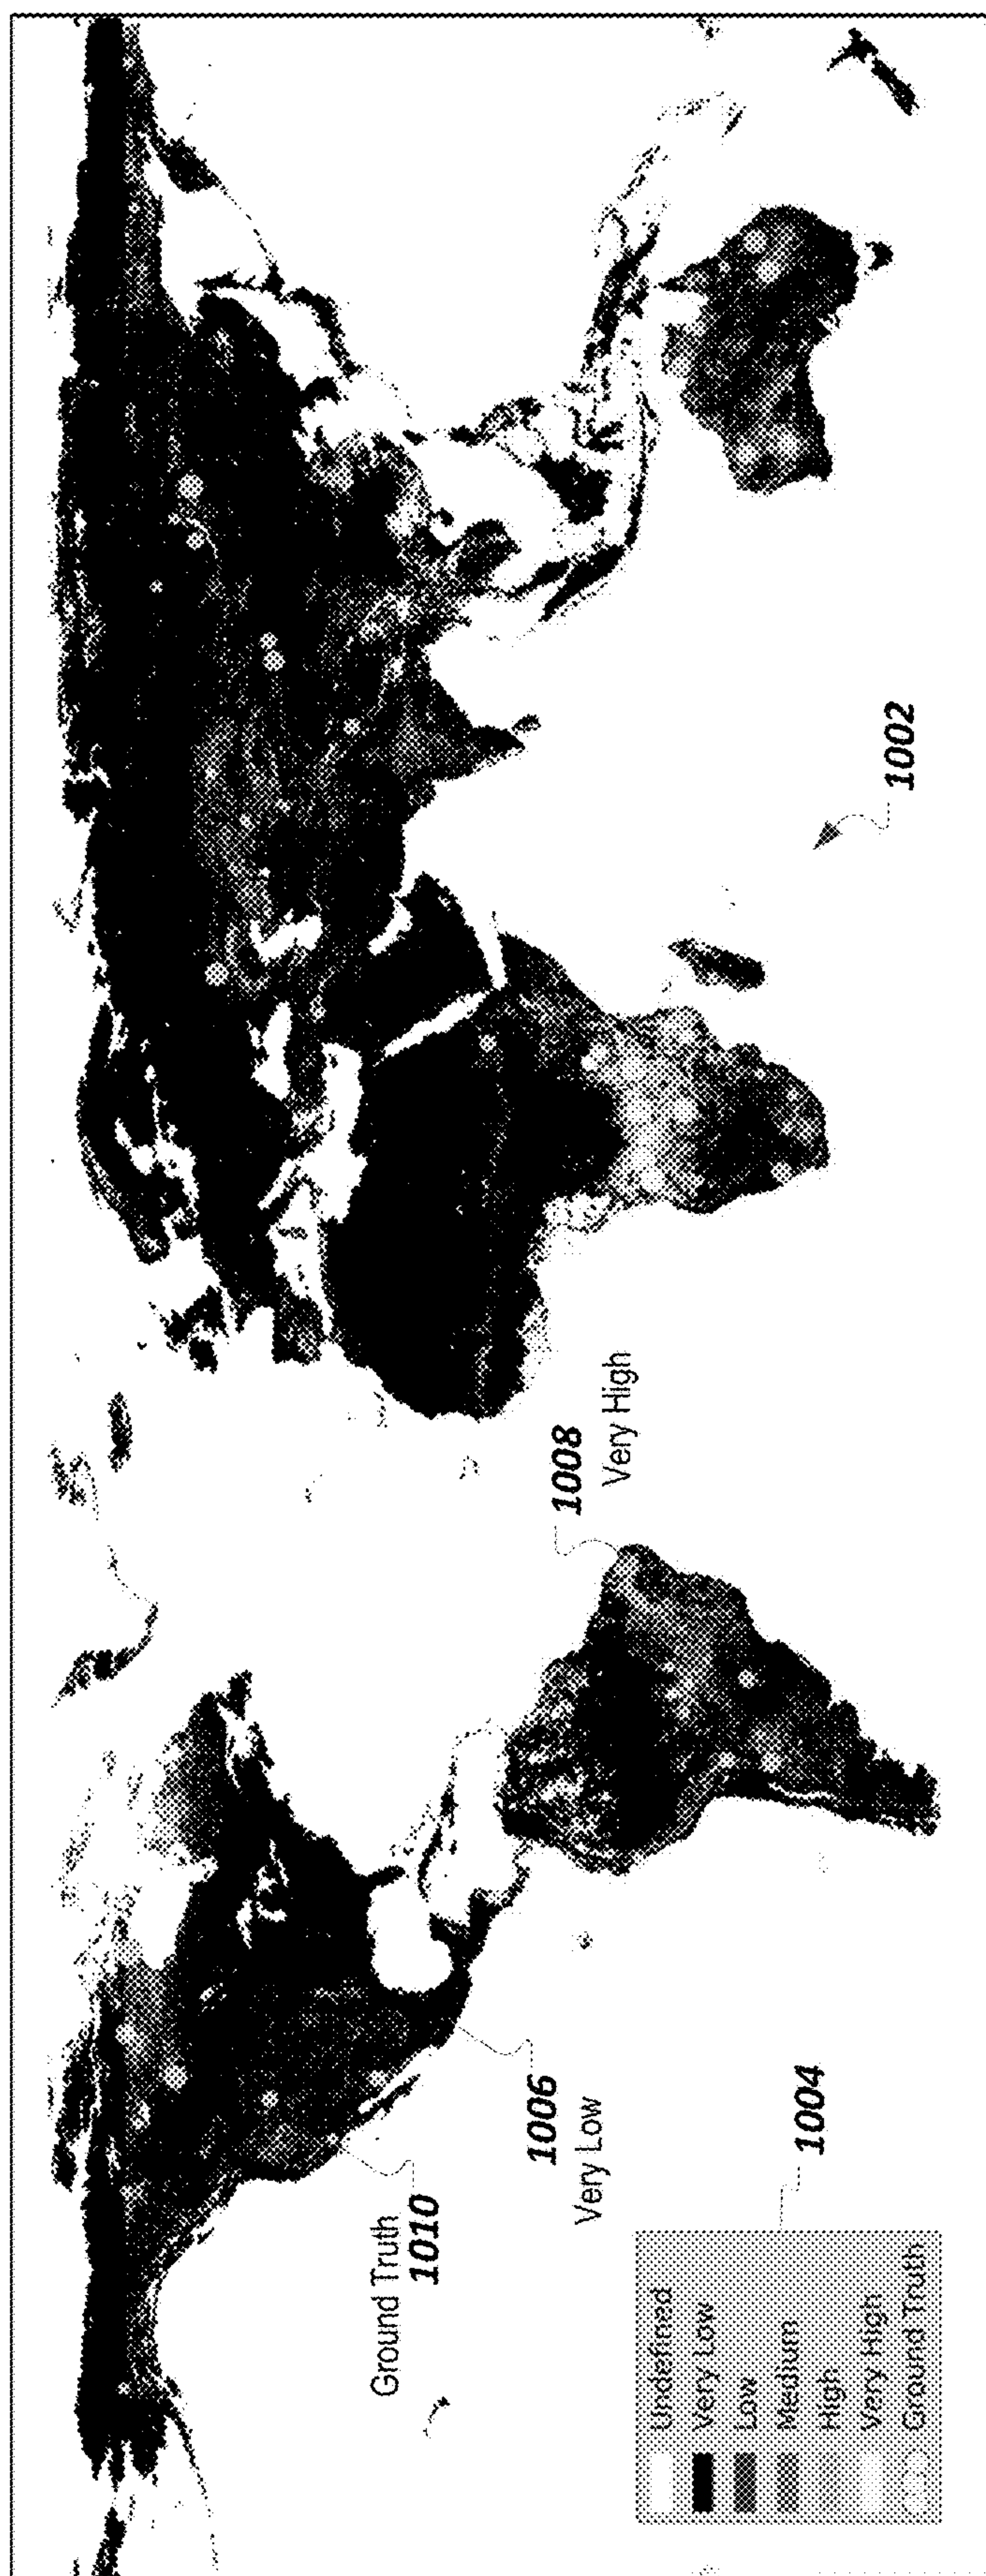 Ground Truth
1010
1006
Very Low
1008
Very High
1002
1004
Undefined
Very Low
Low
Medium
High
Very High
Ground Truth